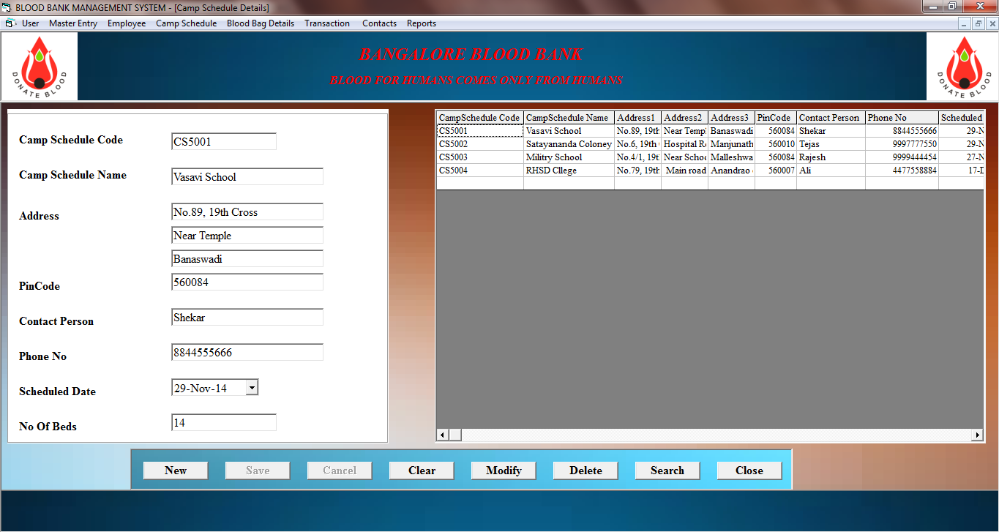 BLOOD BANK MANAGEMENT SYSTEM - [Camp Schedule Details]
User Master Entry Employee Camp Schedule Blood Bag Details Transaction Contacts Reports
DONATE BLOOD
BANGALORE BLOOD BANK
BLOOD FOR HUMANS COMES ONLY FROM HUMANS
DONATE BLOOD
Camp Schedule Code CS5001
Camp Schedule Name Vasavi School
Address No.89, 19th Cross
Near Temple
Banaswadi
PinCode 560084
Contact Person Shekar
Phone No 8844555666
Scheduled Date 29-Nov-14
No Of Beds 14
CampSchedule Code CampSchedule Name Address1 Address2 Address3 PinCode Contact Person Phone No Scheduled
CS5001 Vasavi School No.89, 19th Near Templ Banaswadi 560084 Shekar 8844555666 29-N
CS5002 Satayananda Coloney No.6, 19th Hospital R Manjunath 560010 Tejas 9997777550 29-N
CS5003 Militry School No.4/1, 19t Near Schoo Malleshwa 560084 Rajesh 9999444454 27-N
CS5004 RHSD Cllege No.79, 19th Main road Anandrao 560007 Ali 4477558884 17-D
New Save Cancel Clear Modify Delete Search Close